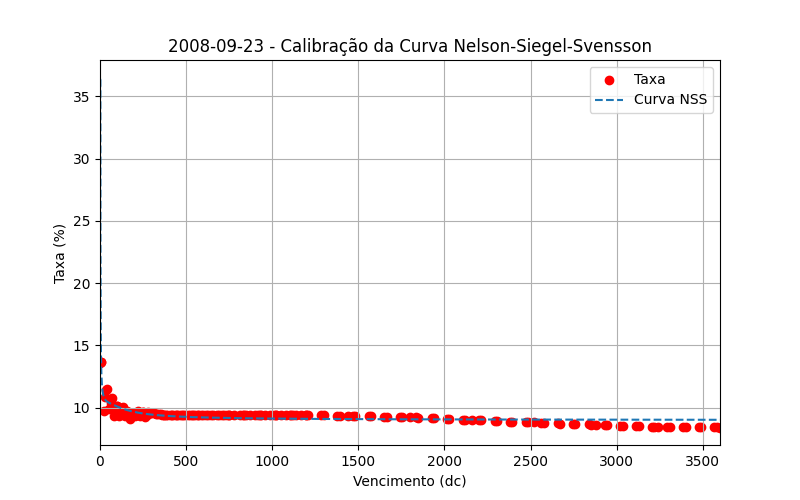 2008-09-23 - Calibração da Curva Nelson-Siegel-Svensson
Taxa
Curva NSS
Taxa (%)
35
30
25
20
15
10
0 500 1000 1500 2000 2500 3000 3500
Vencimento (dc)